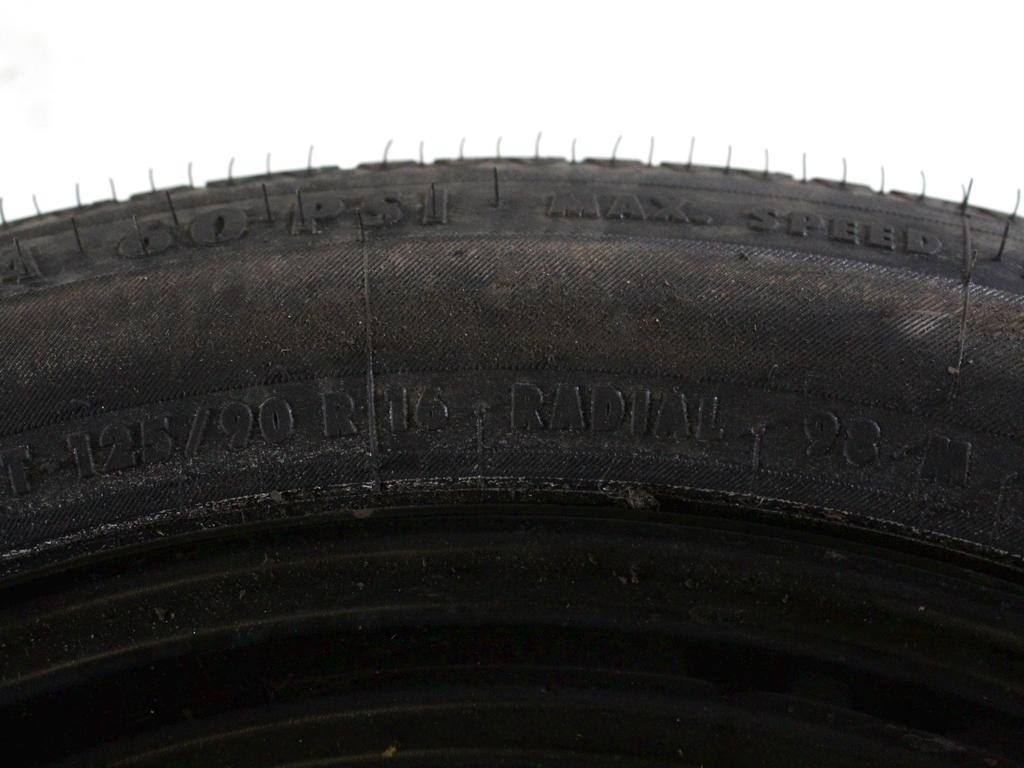 A 60 PSI MAX. SPEED
T 125/90 R 16 RADIAL 98 M